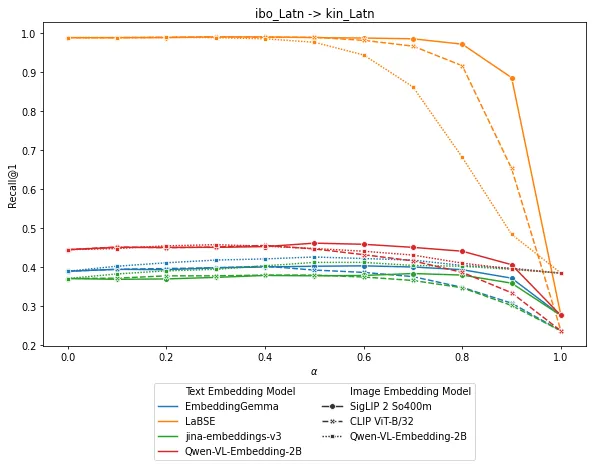 ibo_Latn -> kin_Latn
Recall@1
1.0
0.9
0.8
0.7
0.6
0.5
0.4
0.3
0.2
0.0 0.2 0.4 0.6 0.8 1.0
α
Text Embedding Model Image Embedding Model
EmbeddingGemma SigLIP 2 So400m
LaBSE CLIP ViT-B/32
jina-embeddings-v3 Qwen-VL-Embedding-2B
Qwen-VL-Embedding-2B